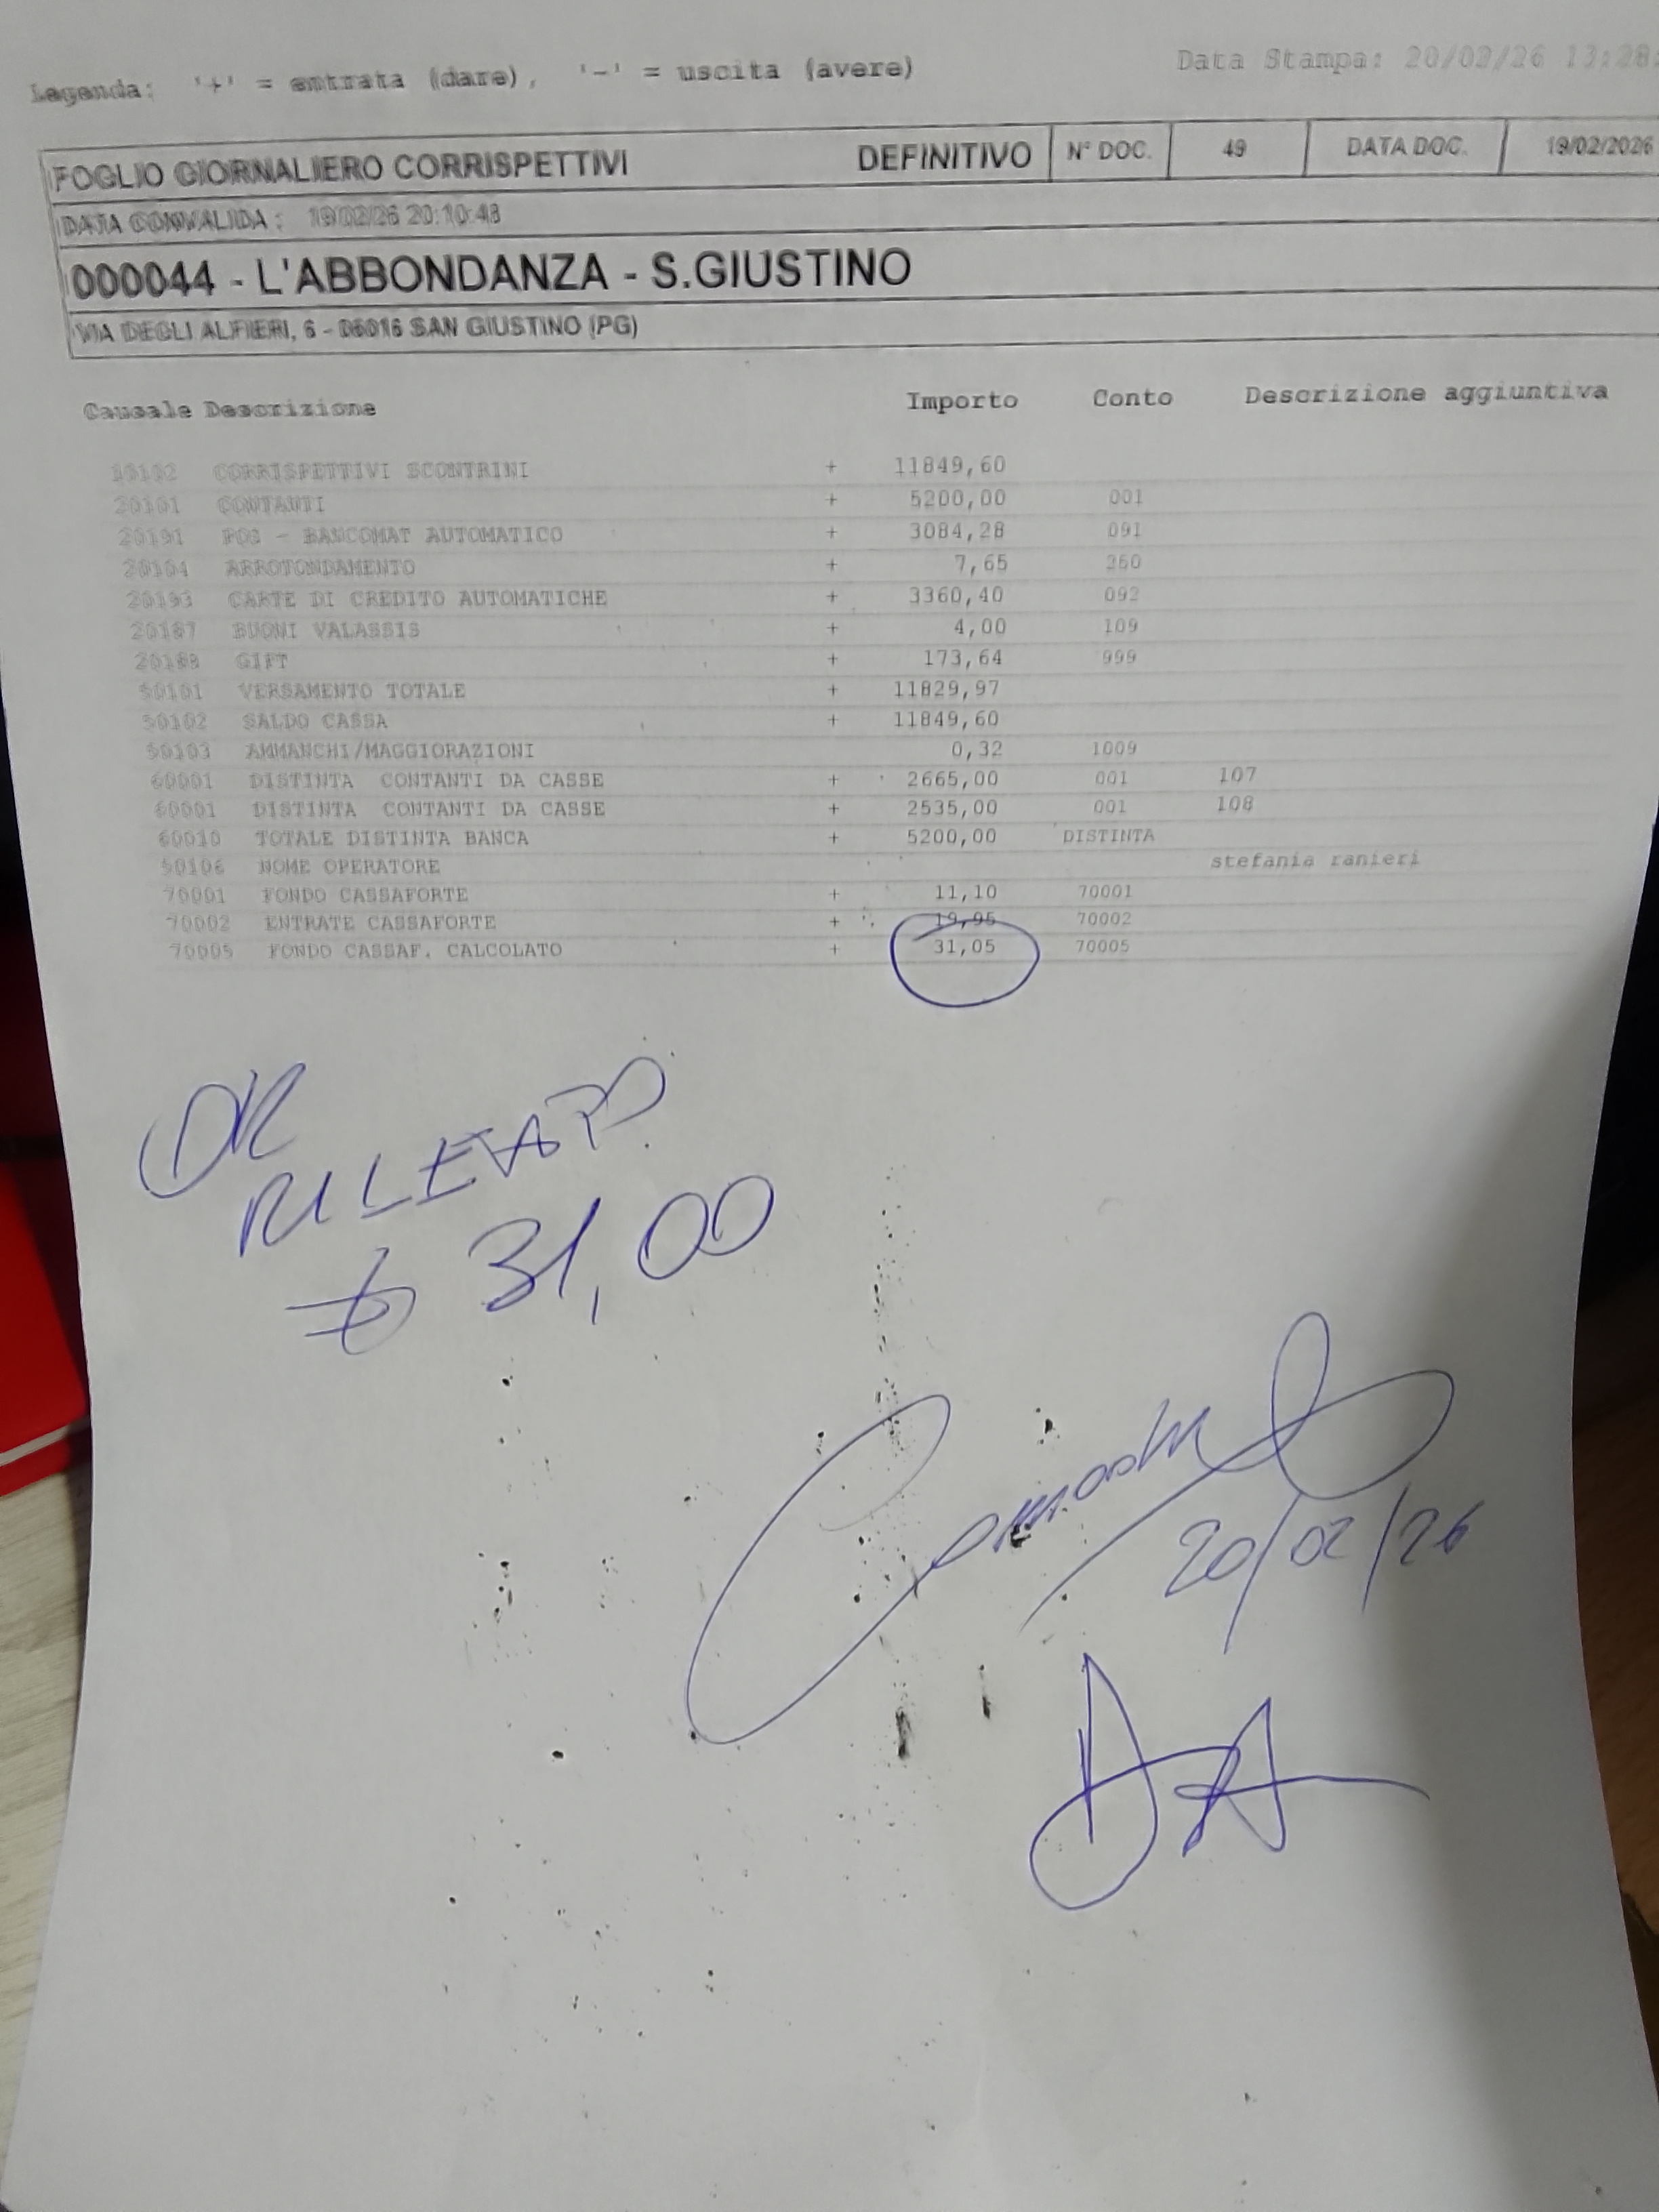 Legenda: '+' = entrata (dare), '-' = uscita (avere) Data Stampa: 20/02/26 13:28:
FOGLIO GIORNALIERO CORRISPETTIVI DEFINITIVO N° DOC. 49 DATA DOC. 19/02/2026
DATA CONVALIDA : 19/02/26 20:10:48
000044 - L'ABBONDANZA - S.GIUSTINO
VIA DEGLI ALFIERI, 6 - 06016 SAN GIUSTINO (PG)
Causale Descrizione Importo Conto Descrizione aggiuntiva
10102 CORRISPETTIVI SCONTRINI + 11849,60
20101 CONTANTI + 5200,00 001
20191 POS - BANCOMAT AUTOMATICO + 3084,28 091
20104 ARROTONDAMENTO + 7,65 260
20193 CARTE DI CREDITO AUTOMATICHE + 3360,40 092
20187 BUONI VALASSIS + 4,00 109
20188 GIFT + 173,64 999
50101 VERSAMENTO TOTALE + 11829,97
50102 SALDO CASSA + 11849,60
50103 AMMANCHI/MAGGIORAZIONI 0,32 1009
60001 DISTINTA CONTANTI DA CASSE + 2665,00 001 107
60001 DISTINTA CONTANTI DA CASSE + 2535,00 001 108
60010 TOTALE DISTINTA BANCA + 5200,00 DISTINTA
50106 NOME OPERATORE stefania ranieri
70001 FONDO CASSAFORTE + 11,10 70001
70002 ENTRATE CASSAFORTE + 19,95 70002
70005 FONDO CASSAF. CALCOLATO + 31,05 70005
OK
RILEVATO
€ 31,00
20/02/26